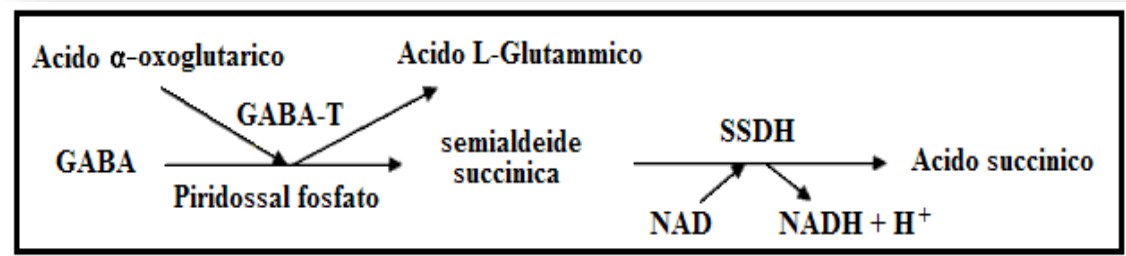 Acido α-oxoglutarico
Acido L-Glutammico
GABA-T
SSDH
GABA
semialdeide
succinica
Acido succinico
Piridossal fosfato
NAD
NADH + H⁺